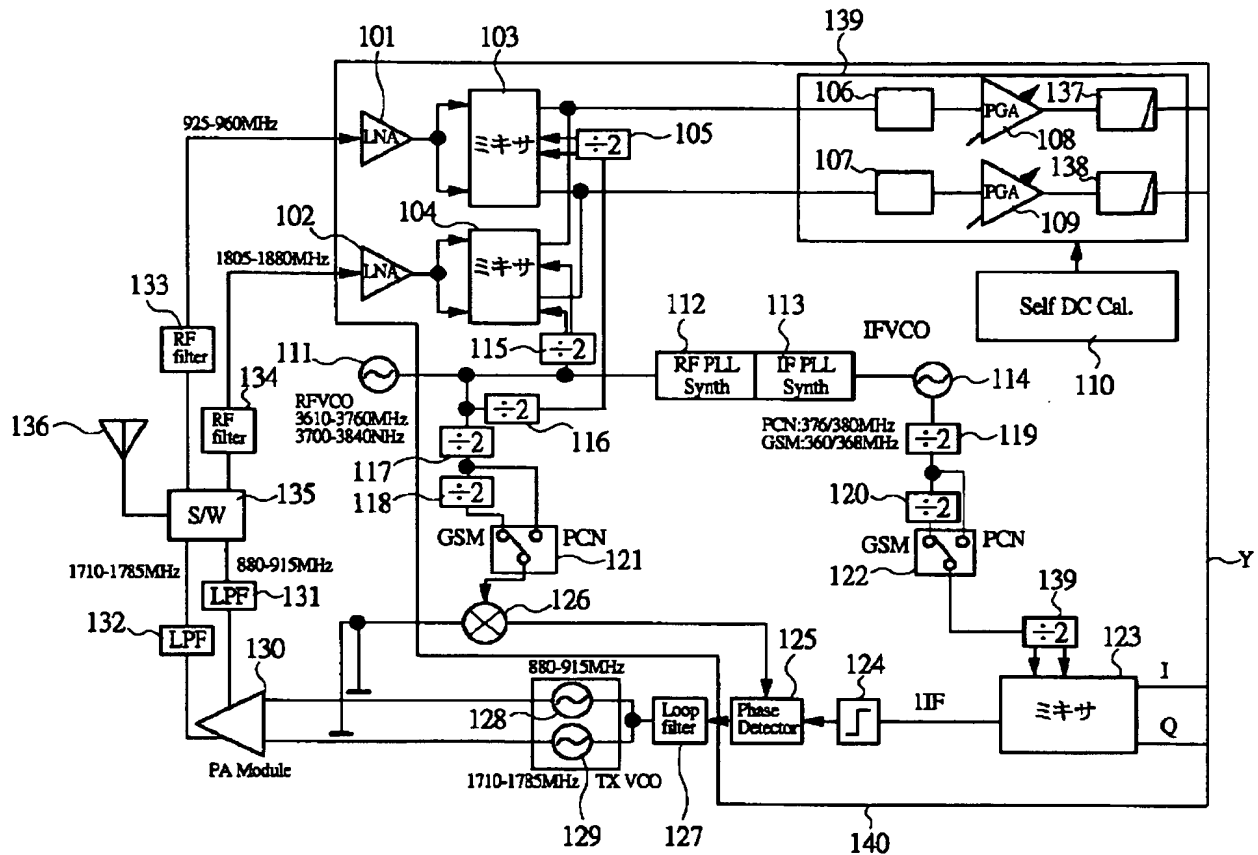 101
103
139
925-960MHz
LNA
ミキサ
÷2
105
106
PGA
137
108
107
PGA
138
109
102
104
1805-1880MHz
LNA
ミキサ
133
RF
filter
134
RF
filter
÷2
115
111
RFVCO
3610-3760MHz
3700-3840NHz
112
113
RF PLL
Synth
IF PLL
Synth
IFVCO
114
Self DC Cal.
110
136
÷2
116
117
÷2
118
÷2
PCN:376/380MHz
GSM:360/368MHz
÷2
119
120
÷2
S/W
135
GSM
PCN
121
GSM
PCN
122
Y
1710-1785MHz
880-915MHz
LPF
131
132
LPF
126
139
÷2
123
130
880-915MHz
128
125
124
Loop
filter
Phase
Detector
1IF
ミキサ
I
Q
PA Module
1710-1785MHz
TX VCO
129
127
140